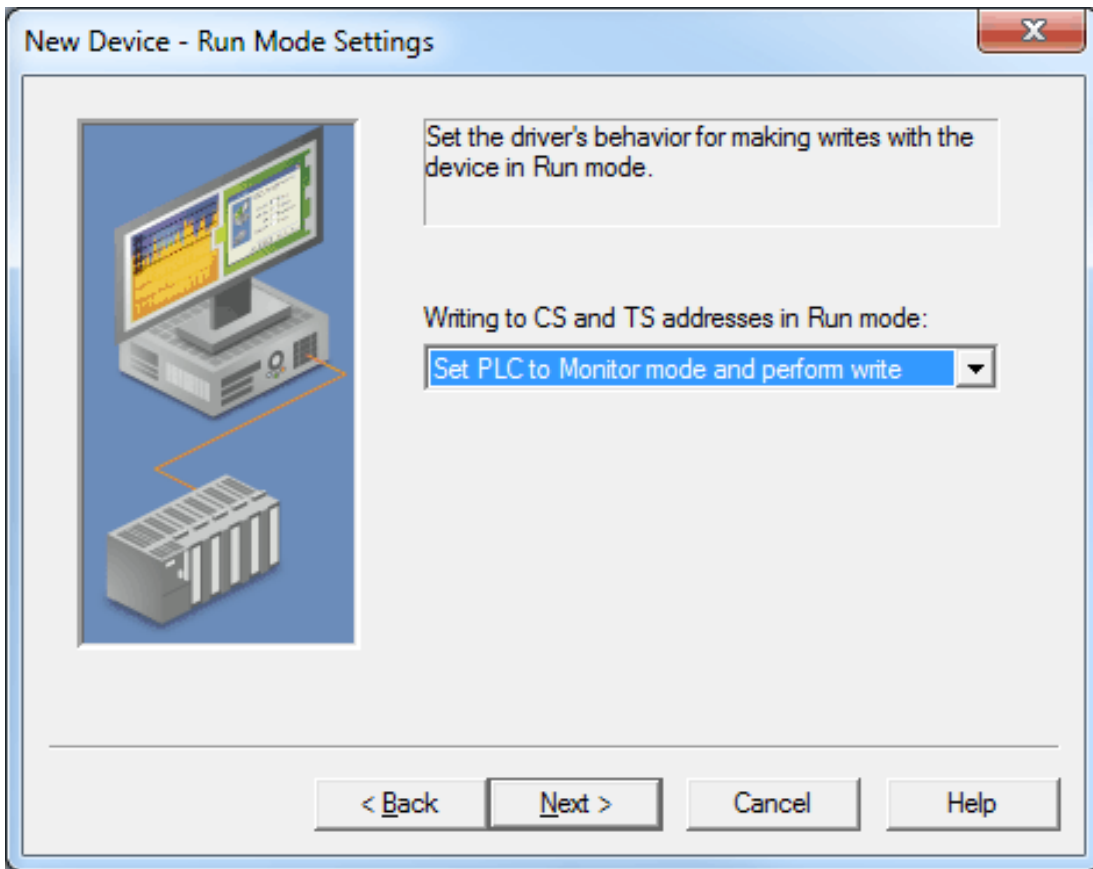 New Device - Run Mode Settings
X
Set the driver's behavior for making writes with the
device in Run mode.
Writing to CS and TS addresses in Run mode:
Set PLC to Monitor mode and perform write
< Back
Next >
Cancel
Help